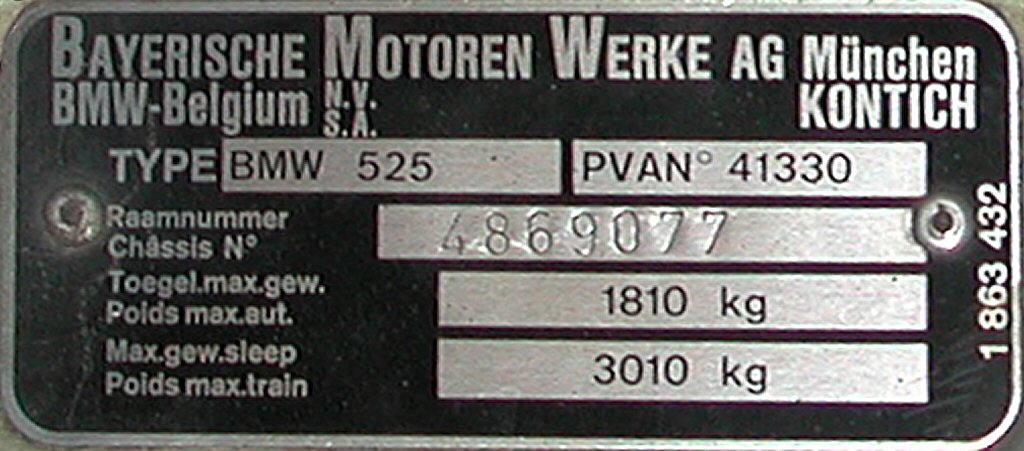 BAYERISCHE MOTOREN WERKE AG München
BMW-Belgium N.V. S.A. KONTICH
TYPE BMW 525 PVAN° 41330
Raamnummer
Châssis N° 4869077
Toegel.max.gew.
Poids max.aut. 1810 kg
Max.gew.sleep
Poids max.train 3010 kg
1 863 432